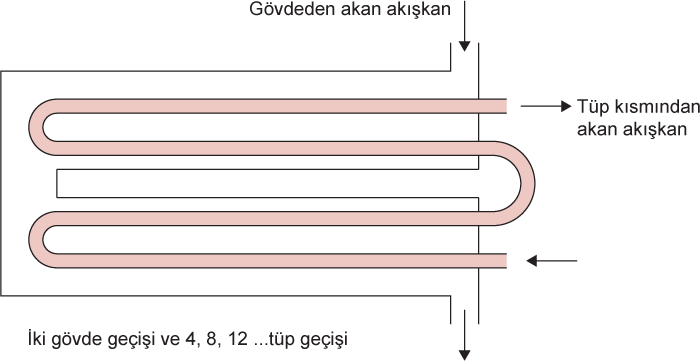 Gövdeden akan akışkan
Tüp kısmından
akan akışkan
İki gövde geçişi ve 4, 8, 12 ...tüp geçişi